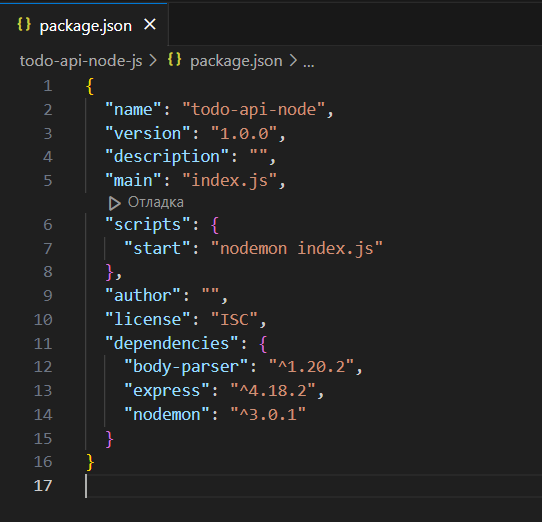 {} package.json ×
todo-api-node-js > {} package.json > ...
1 {
2 "name": "todo-api-node",
3 "version": "1.0.0",
4 "description": "",
5 "main": "index.js",
Отладка
6 "scripts": {
7 "start": "nodemon index.js"
8 },
9 "author": "",
10 "license": "ISC",
11 "dependencies": {
12 "body-parser": "^1.20.2",
13 "express": "^4.18.2",
14 "nodemon": "^3.0.1"
15 }
16 }
17